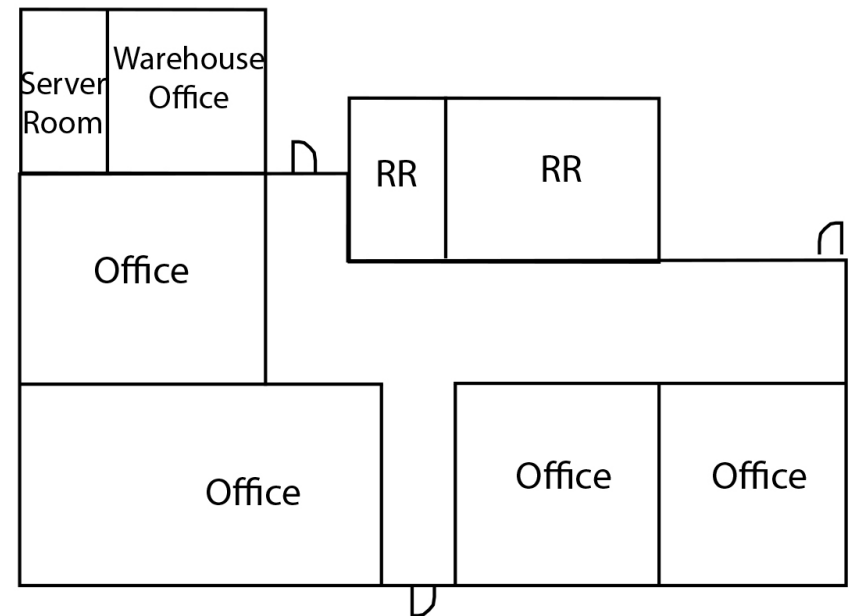 Server
Room
Warehouse
Office
RR
RR
Office
Office
Office
Office